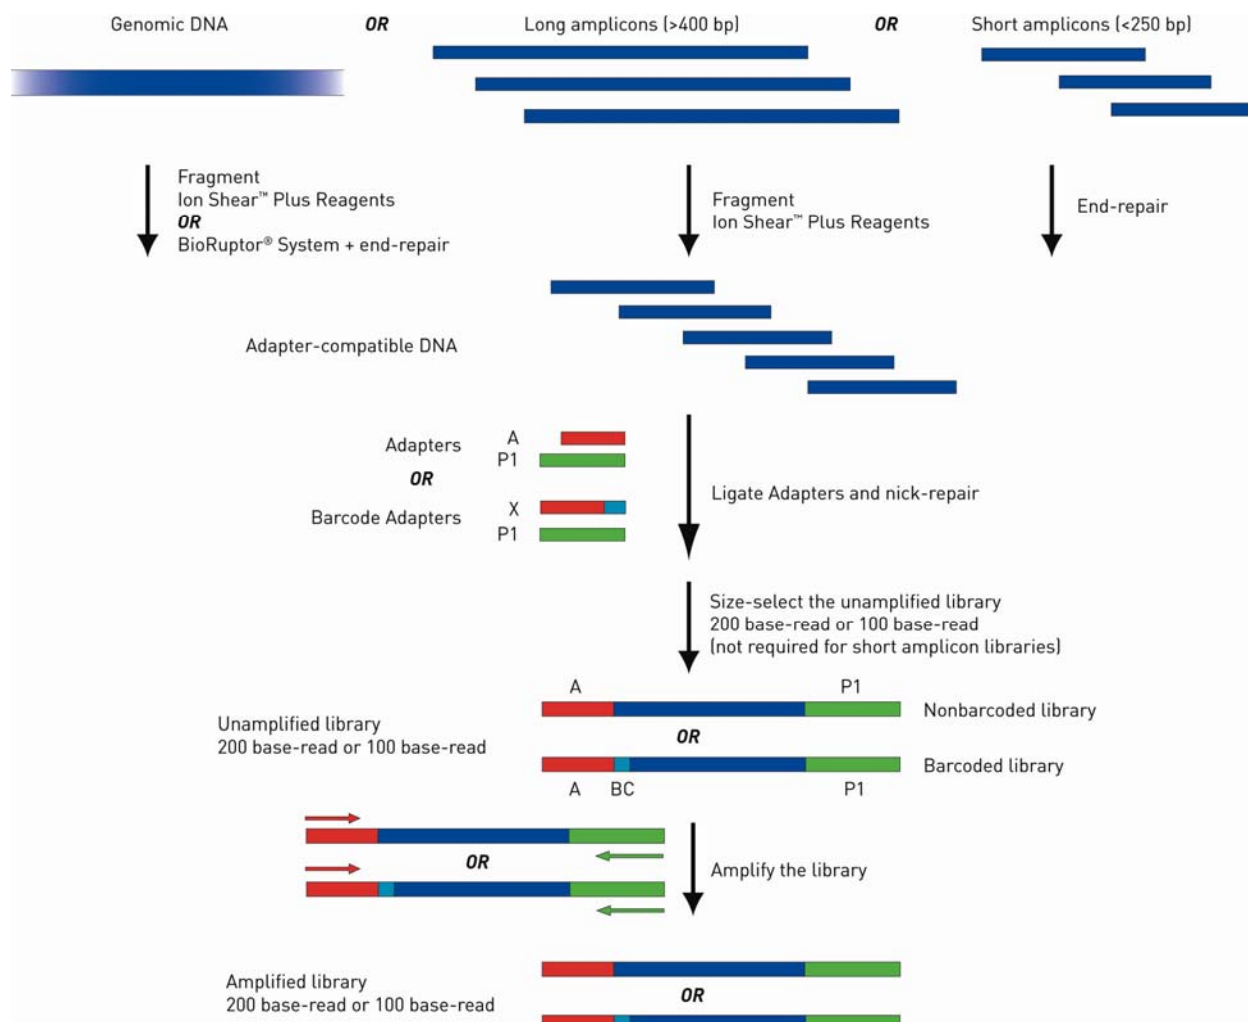 Genomic DNA
OR
Long amplicons (>400 bp)
OR
Short amplicons (<250 bp)
Fragment
Ion Shear™ Plus Reagents
OR
BioRuptor® System + end-repair
Fragment
Ion Shear™ Plus Reagents
End-repair
Adapter-compatible DNA
Adapters
A
P1
OR
Barcode Adapters
X
P1
Ligate Adapters and nick-repair
Size-select the unamplified library
200 base-read or 100 base-read
(not required for short amplicon libraries)
A
P1
Unamplified library
200 base-read or 100 base-read
Nonbarcoded library
OR
Barcoded library
A
BC
P1
OR
Amplify the library
Amplified library
200 base-read or 100 base-read
OR